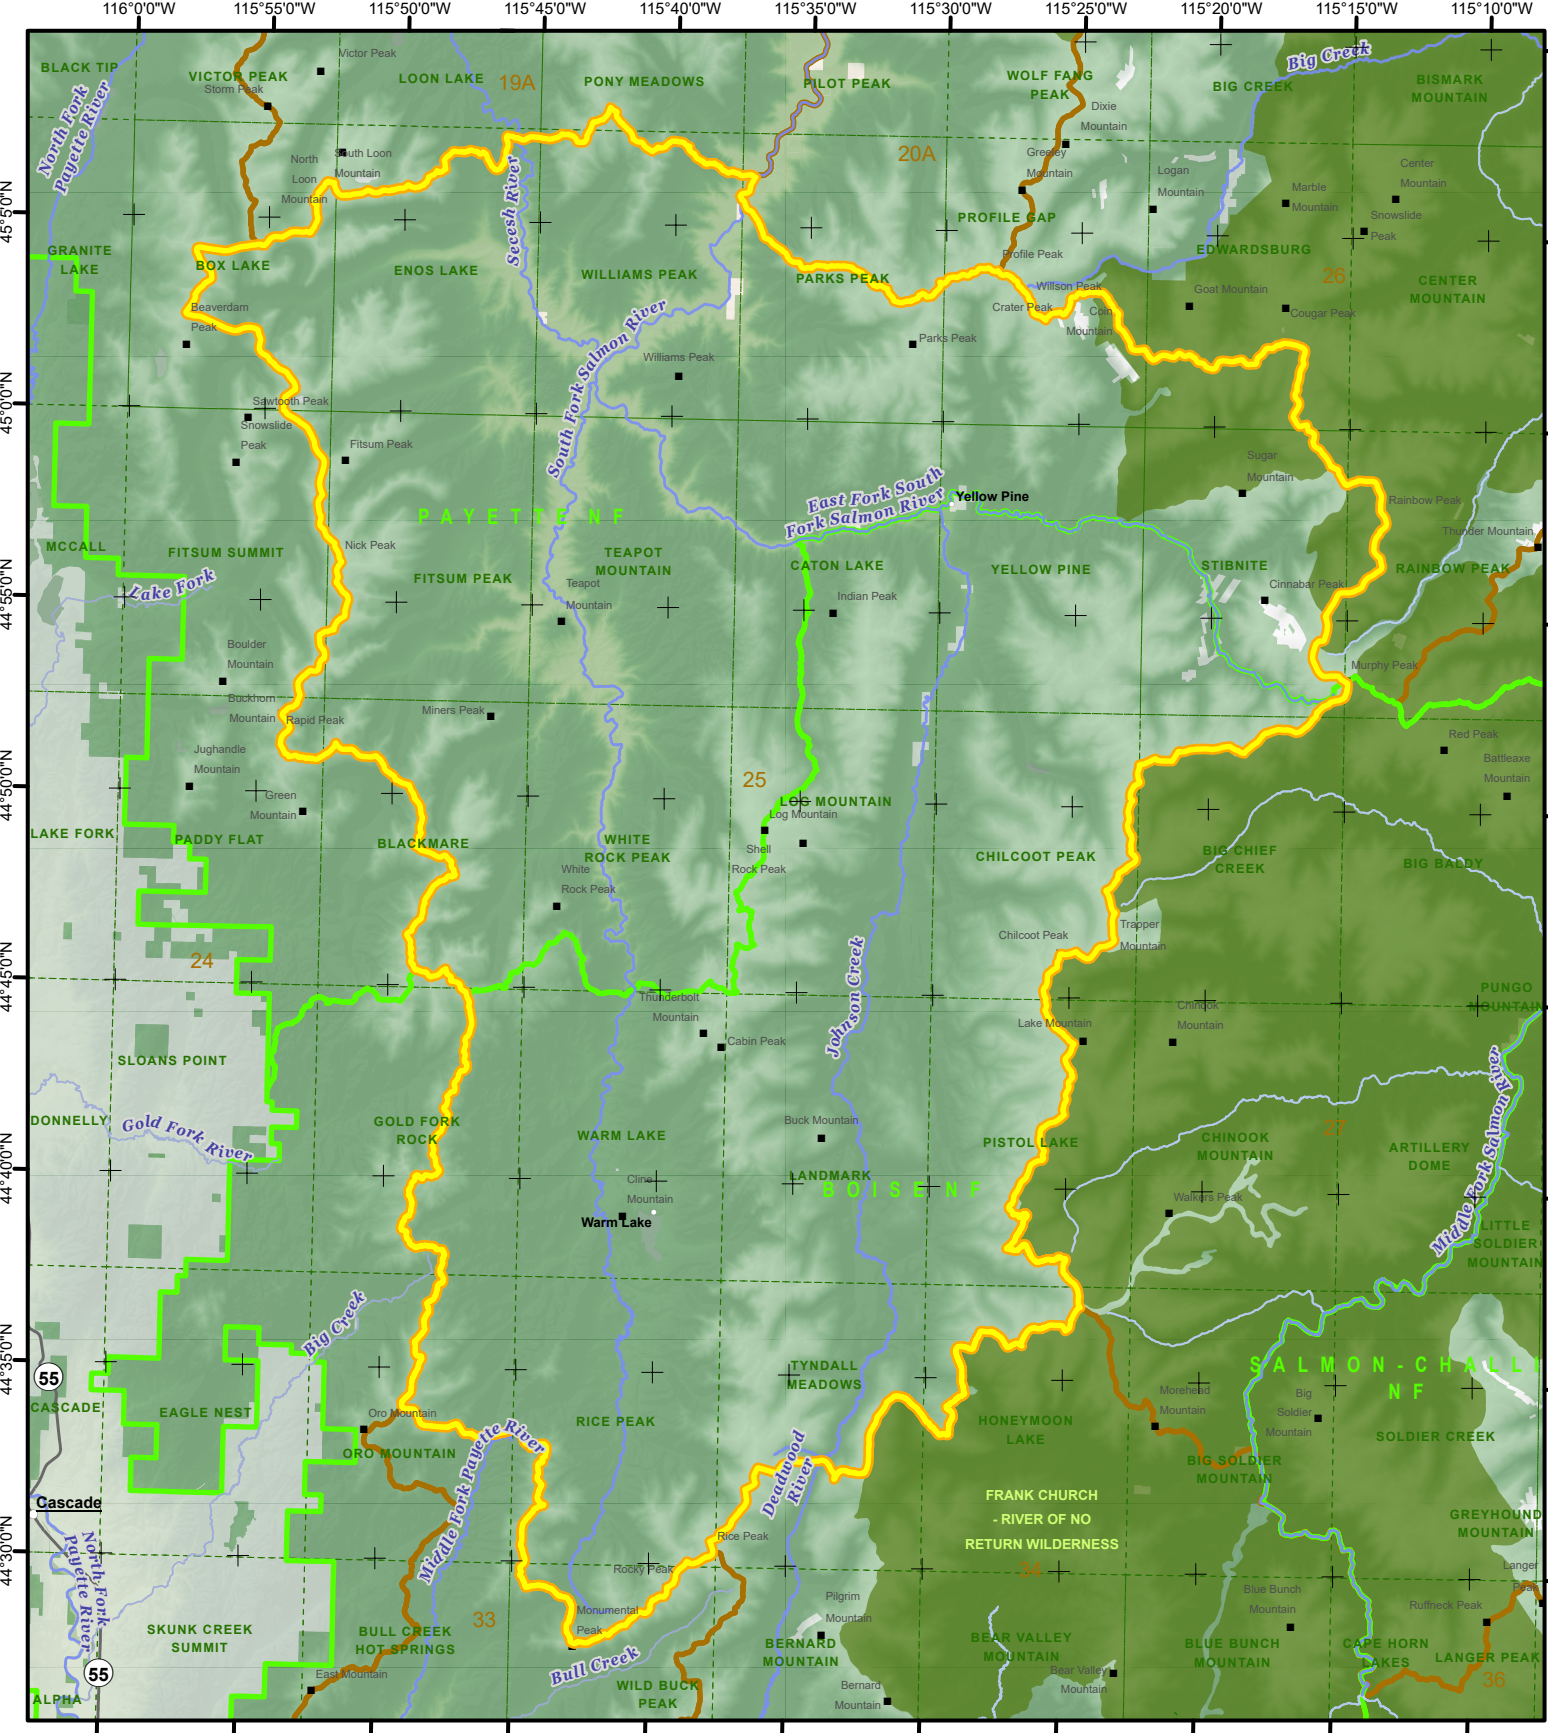 116°0'0"W 115°55'0"W 115°50'0"W 115°45'0"W 115°40'0"W 115°35'0"W 115°30'0"W 115°25'0"W 115°20'0"W 115°15'0"W 115°10'0"W
45°5'0"N
45°0'0"N
44°55'0"N
44°50'0"N
44°45'0"N
44°40'0"N
44°35'0"N
44°30'0"N
BLACK TIP
VICTOR PEAK
Storm Peak
Victor Peak
LOON LAKE
19A
PONY MEADOWS
PILOT PEAK
WOLF FANG
PEAK
Dixie
Mountain
BIG CREEK
Big Creek
BISMARK
MOUNTAIN
North Fork
Payette River
North
Loon
Mountain
South Loon
Mountain
Secesh River
20A
Greeley
Mountain
Logan
Mountain
Marble
Mountain
Center
Mountain
Snowslide
Peak
PROFILE GAP
Profile Peak
EDWARDSBURG
26
GRANITE
LAKE
BOX LAKE
ENOS LAKE
WILLIAMS PEAK
PARKS PEAK
Willson Peak
Crater Peak
Coin
Mountain
Goat Mountain
Cougar Peak
CENTER
MOUNTAIN
Beaverdam
Peak
South Fork Salmon River
Williams Peak
Parks Peak
Sawtooth Peak
Snowslide
Peak
Fitsum Peak
Sugar
Mountain
Rainbow Peak
Thunder Mountain
East Fork South
Fork Salmon River
Yellow Pine
PAYETTE NF
MCCALL
FITSUM SUMMIT
Nick Peak
FITSUM PEAK
TEAPOT
MOUNTAIN
Teapot
Mountain
CATON LAKE
Indian Peak
YELLOW PINE
STIBNITE
Cinnabar Peak
RAINBOW PEAK
Lake Fork
Boulder
Mountain
Buckhorn
Mountain
Rapid Peak
Miners Peak
Murphy Peak
Red Peak
Battleaxe
Mountain
Jughandle
Mountain
Green
Mountain
25
LOG MOUNTAIN
Log Mountain
LAKE FORK
PADDY FLAT
BLACKMARE
WHITE
ROCK PEAK
White
Rock Peak
Shell
Rock Peak
CHILCOOT PEAK
BIG CHIEF
CREEK
BIG BALDY
24
Chilcoot Peak
Trapper
Mountain
Johnson Creek
Thunderbolt
Mountain
Cabin Peak
Lake Mountain
Chinook
Mountain
PUNGO
MOUNTAIN
SLOANS POINT
DONNELLY
Gold Fork River
GOLD FORK
ROCK
WARM LAKE
Buck Mountain
LANDMARK
BOISE NF
PISTOL LAKE
CHINOOK
MOUNTAIN
27
ARTILLERY
DOME
Middle Fork Salmon River
Cline
Mountain
Warm Lake
Walkers Peak
LITTLE
SOLDIER
MOUNTAIN
Big Creek
55
CASCADE
EAGLE NEST
Oro Mountain
ORO MOUNTAIN
RICE PEAK
TYNDALL
MEADOWS
HONEYMOON
LAKE
Morehead
Mountain
SALMON-CHALLI
NF
Big
Soldier
Mountain
SOLDIER CREEK
BIG SOLDIER
MOUNTAIN
Middle Fork Payette River
Deadwood
River
Cascade
FRANK CHURCH
- RIVER OF NO
RETURN WILDERNESS
34
GREYHOUND
MOUNTAIN
North Fork
Payette River
Rice Peak
Rocky Peak
Langer
Peak
Ruffneck Peak
Blue Bunch
Mountain
Monumental
Peak
33
SKUNK CREEK
SUMMIT
BULL CREEK
HOT SPRINGS
East Mountain
Bull Creek
Pilgrim
Mountain
BERNARD
MOUNTAIN
BEAR VALLEY
MOUNTAIN
Bear Valley
Mountain
BLUE BUNCH
MOUNTAIN
CAPE HORN
LAKES
LANGER PEAK
36
55
ALPHA
WILD BUCK
PEAK
Bernard
Mountain